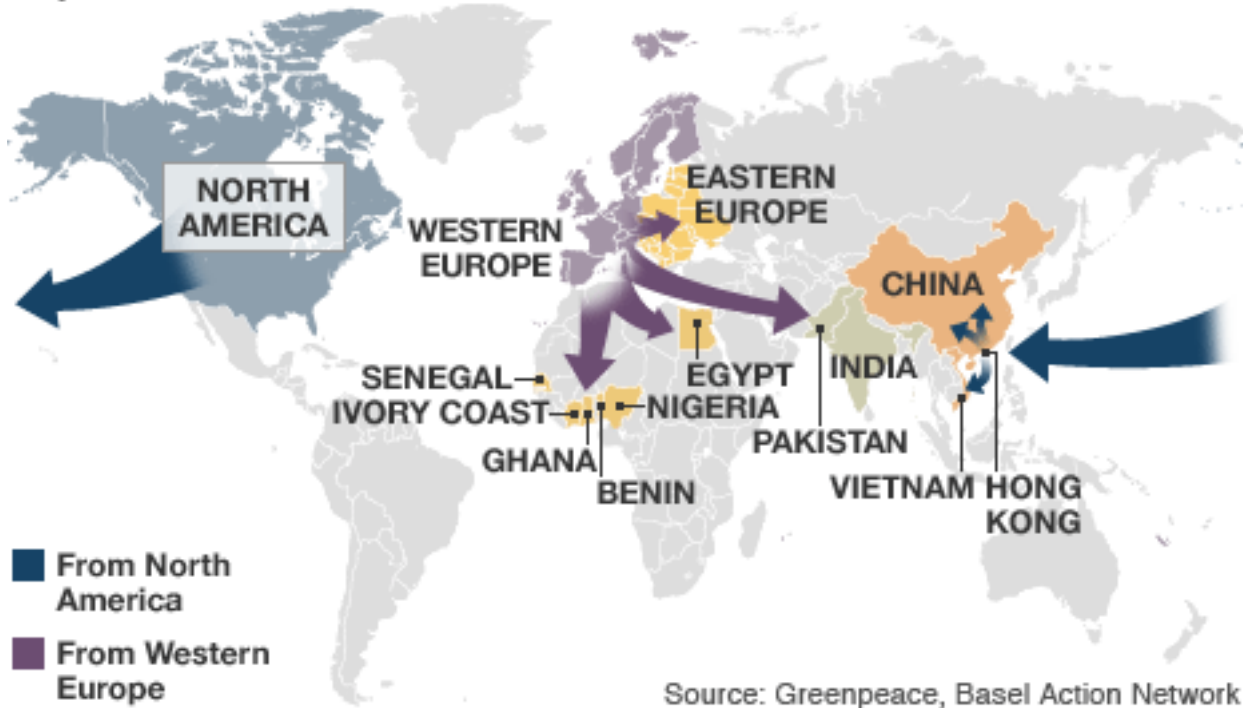 NORTH
AMERICA
WESTERN
EUROPE
EASTERN
EUROPE
CHINA
SENEGAL
IVORY COAST
GHANA
BENIN
NIGERIA
EGYPT
INDIA
PAKISTAN
VIETNAM
HONG
KONG
From North
America
From Western
Europe
Source: Greenpeace, Basel Action Network